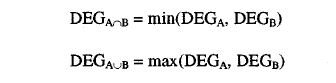 DEG_{A∩B} = min(DEG_A, DEG_B)
DEG_{A∪B} = max(DEG_A, DEG_B)